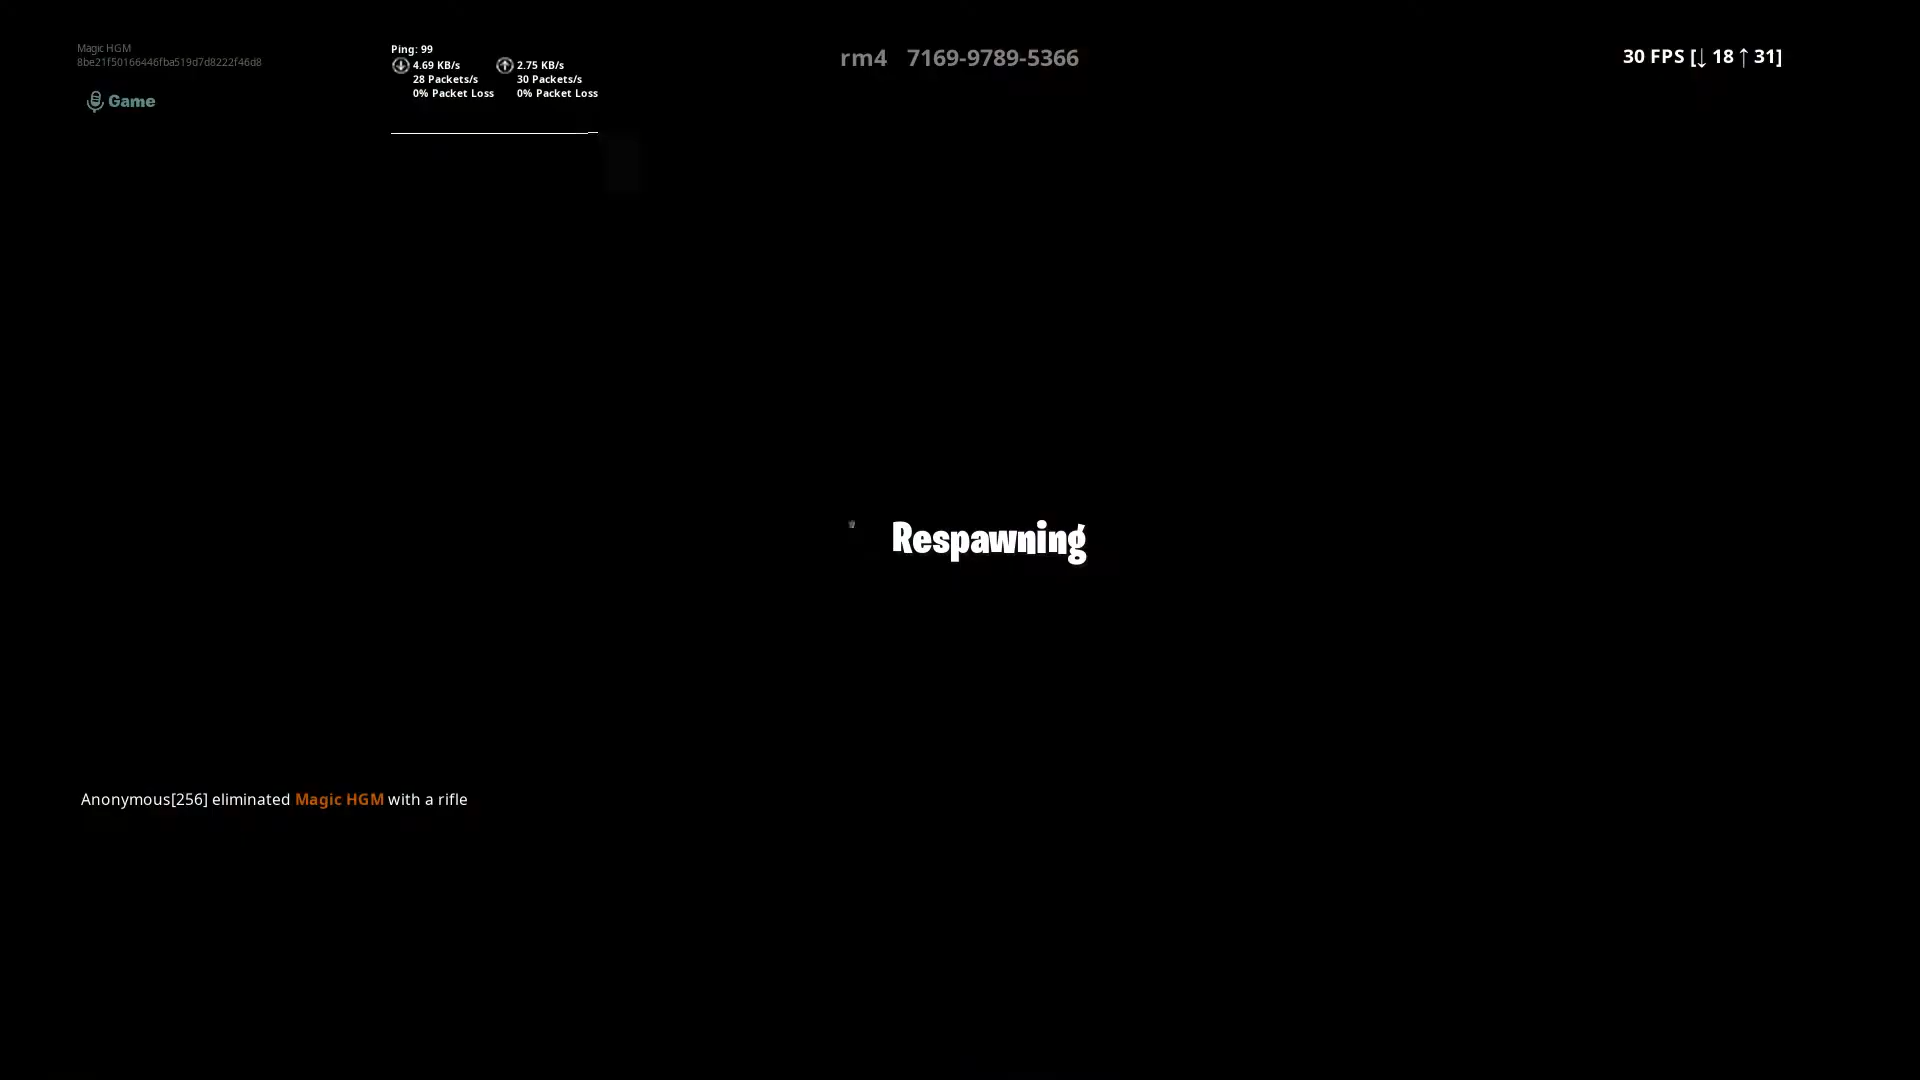 Magic HGM
8be21f50166446fba519d7d8222f46d8
Game
Ping: 99
4.69 KB/s
28 Packets/s
0% Packet Loss
2.75 KB/s
30 Packets/s
0% Packet Loss
rm4 7169-9789-5366
30 FPS [↓ 18 ↑ 31]
Respawning
Anonymous[256] eliminated Magic HGM with a rifle